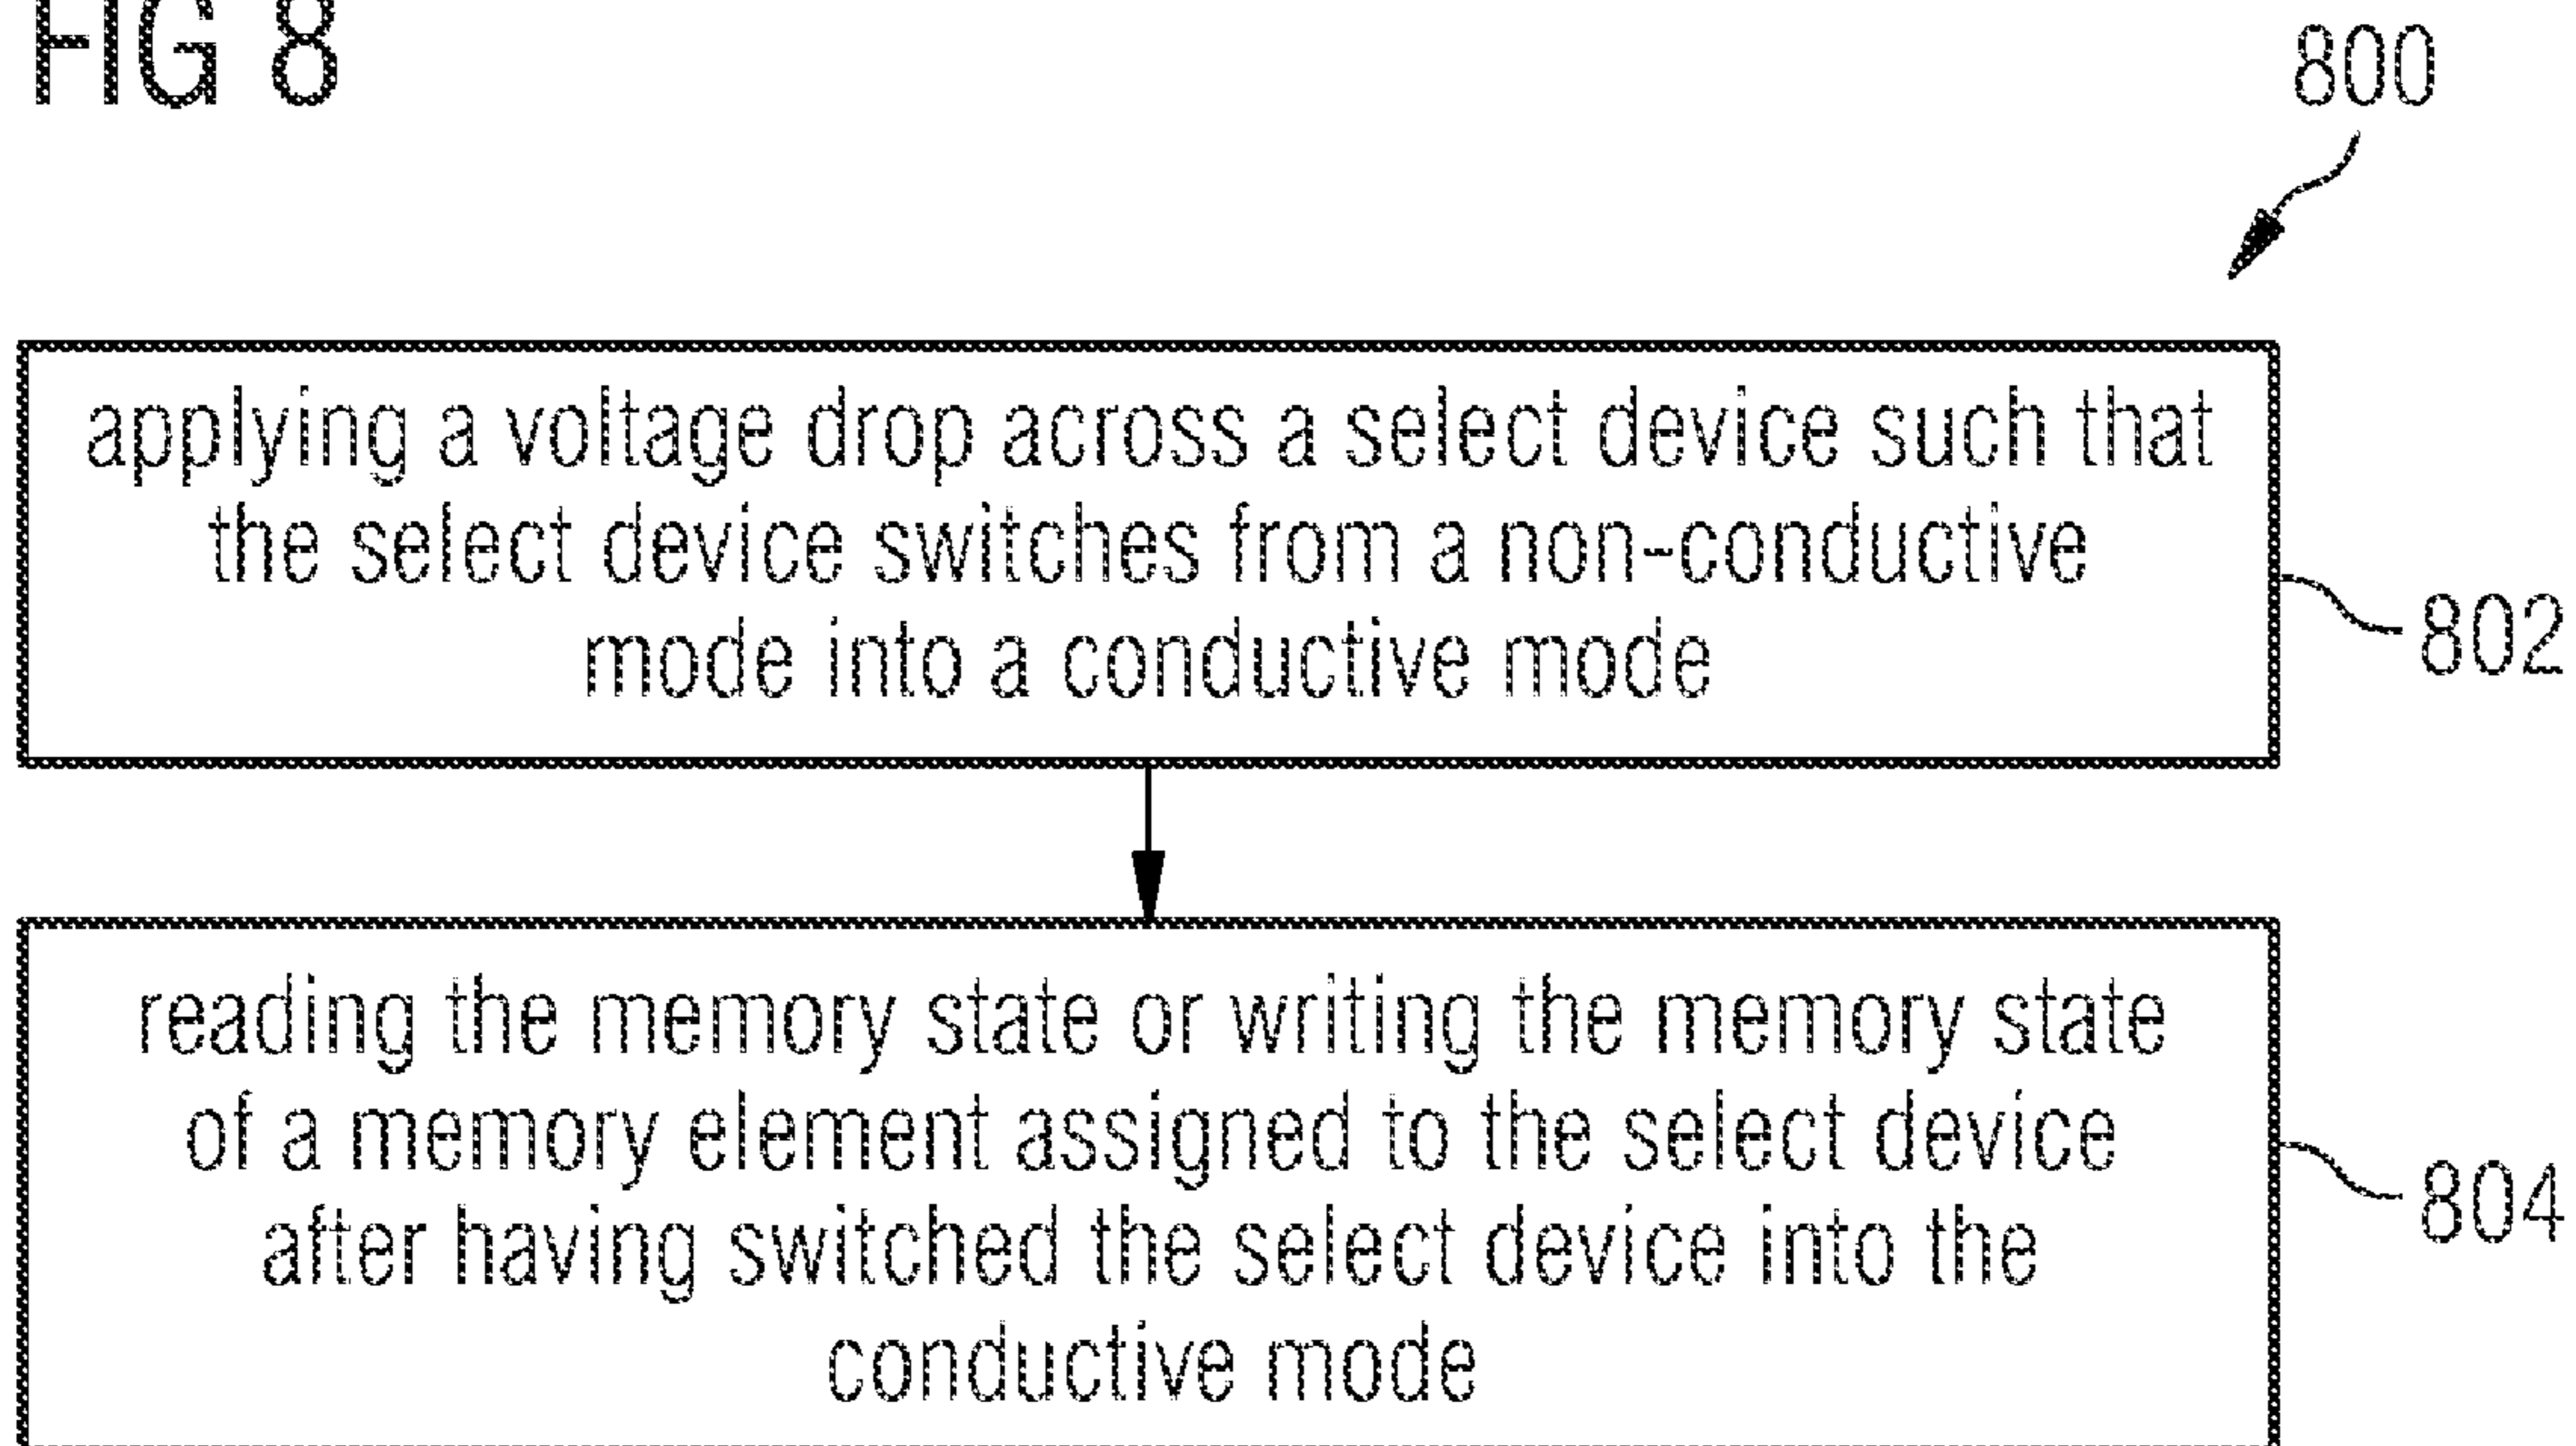 FIG 8
800
applying a voltage drop across a select device such that
the select device switches from a non-conductive
mode into a conductive mode
802
reading the memory state or writing the memory state
of a memory element assigned to the select device
after having switched the select device into the
conductive mode
804